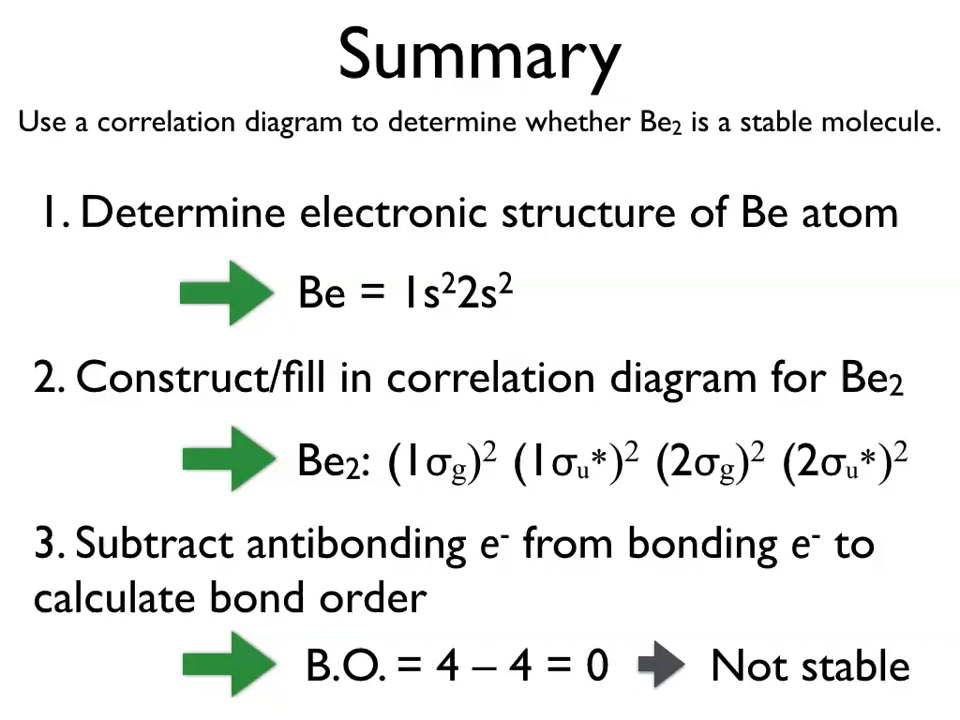 Summary
Use a correlation diagram to determine whether Be₂ is a stable molecule.
1. Determine electronic structure of Be atom
Be = 1s²2s²
2. Construct/fill in correlation diagram for Be₂
Be₂: (1σg)² (1σu*)² (2σg)² (2σu*)²
3. Subtract antibonding e⁻ from bonding e⁻ to
calculate bond order
B.O. = 4 – 4 = 0 Not stable